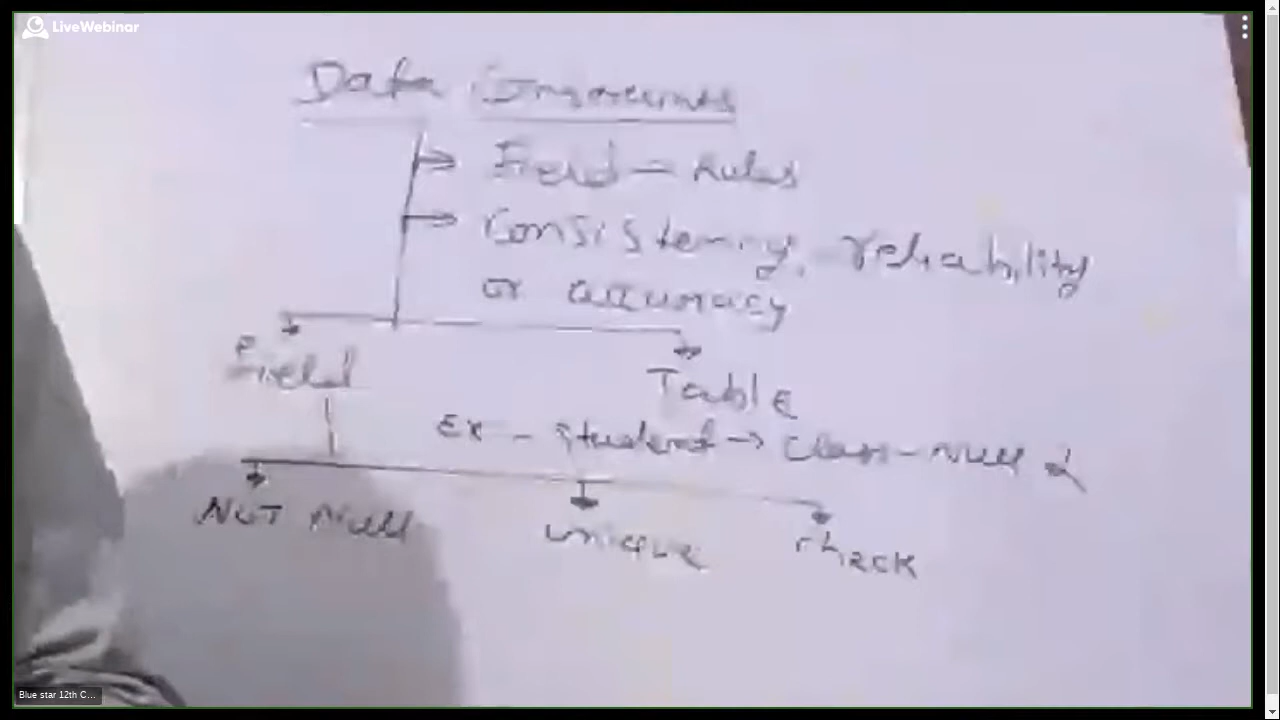 LiveWebinar
Data Constraints
Field → Rules
Consistency, reliability
or accuracy
Field
Table
Ex - Student → Class - Null &
NOT Null
unique
check
Blue star 12th C...